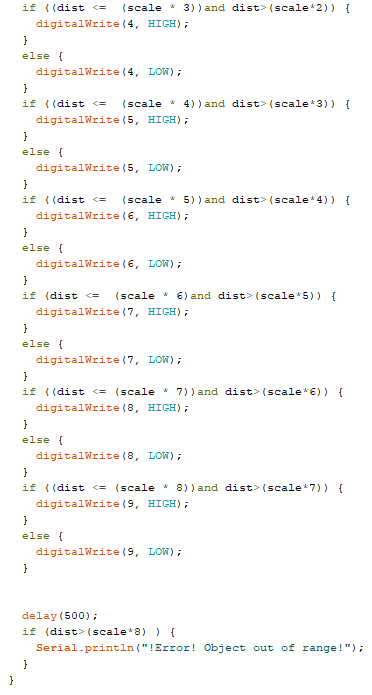 if ((dist <=  (scale * 3))and dist>(scale*2)) {
  digitalWrite(4, HIGH);
}
else {
  digitalWrite(4, LOW);
}
if ((dist <=  (scale * 4))and dist>(scale*3)) {
  digitalWrite(5, HIGH);
}
else {
  digitalWrite(5, LOW);
}
if ((dist <=  (scale * 5))and dist>(scale*4)) {
  digitalWrite(6, HIGH);
}
else {
  digitalWrite(6, LOW);
}
if (dist <=  (scale * 6)and dist>(scale*5)) {
  digitalWrite(7, HIGH);
}
else {
  digitalWrite(7, LOW);
}
if ((dist <= (scale * 7))and dist>(scale*6)) {
  digitalWrite(8, HIGH);
}
else {
  digitalWrite(8, LOW);
}
if ((dist <= (scale * 8))and dist>(scale*7)) {
  digitalWrite(9, HIGH);
}
else {
  digitalWrite(9, LOW);
}
delay(500);
if (dist>(scale*8) ) {
  Serial.println("!Error! Object out of range!");
}
}